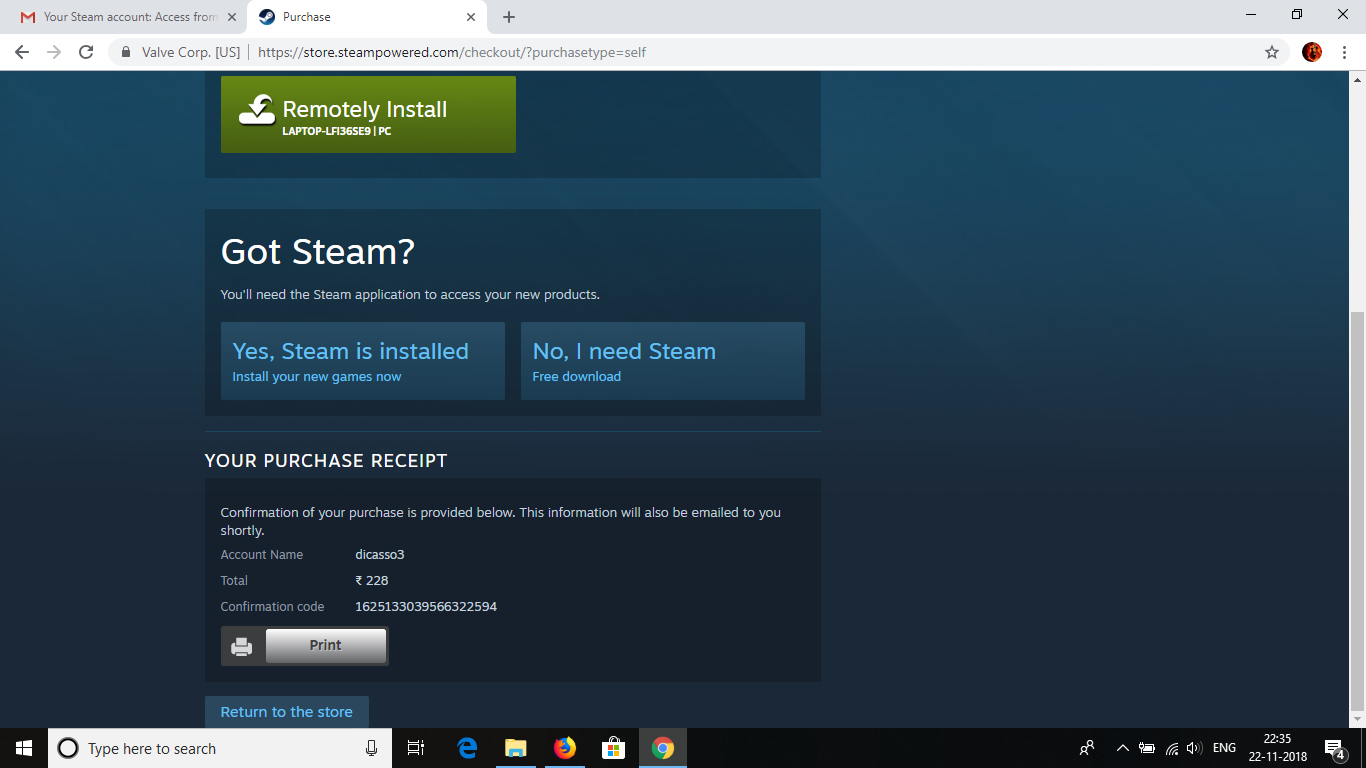 Your Steam account: Access from
Purchase
Valve Corp. [US] | https://store.steampowered.com/checkout/?purchasetype=self
Remotely Install
LAPTOP-LFI36SE9 | PC
Got Steam?
You'll need the Steam application to access your new products.
Yes, Steam is installed
Install your new games now
No, I need Steam
Free download
YOUR PURCHASE RECEIPT
Confirmation of your purchase is provided below. This information will also be emailed to you
shortly.
Account Name dicasso3
Total ₹ 228
Confirmation code 1625133039566322594
Print
Return to the store
Type here to search
ENG
22:35
22-11-2018
4